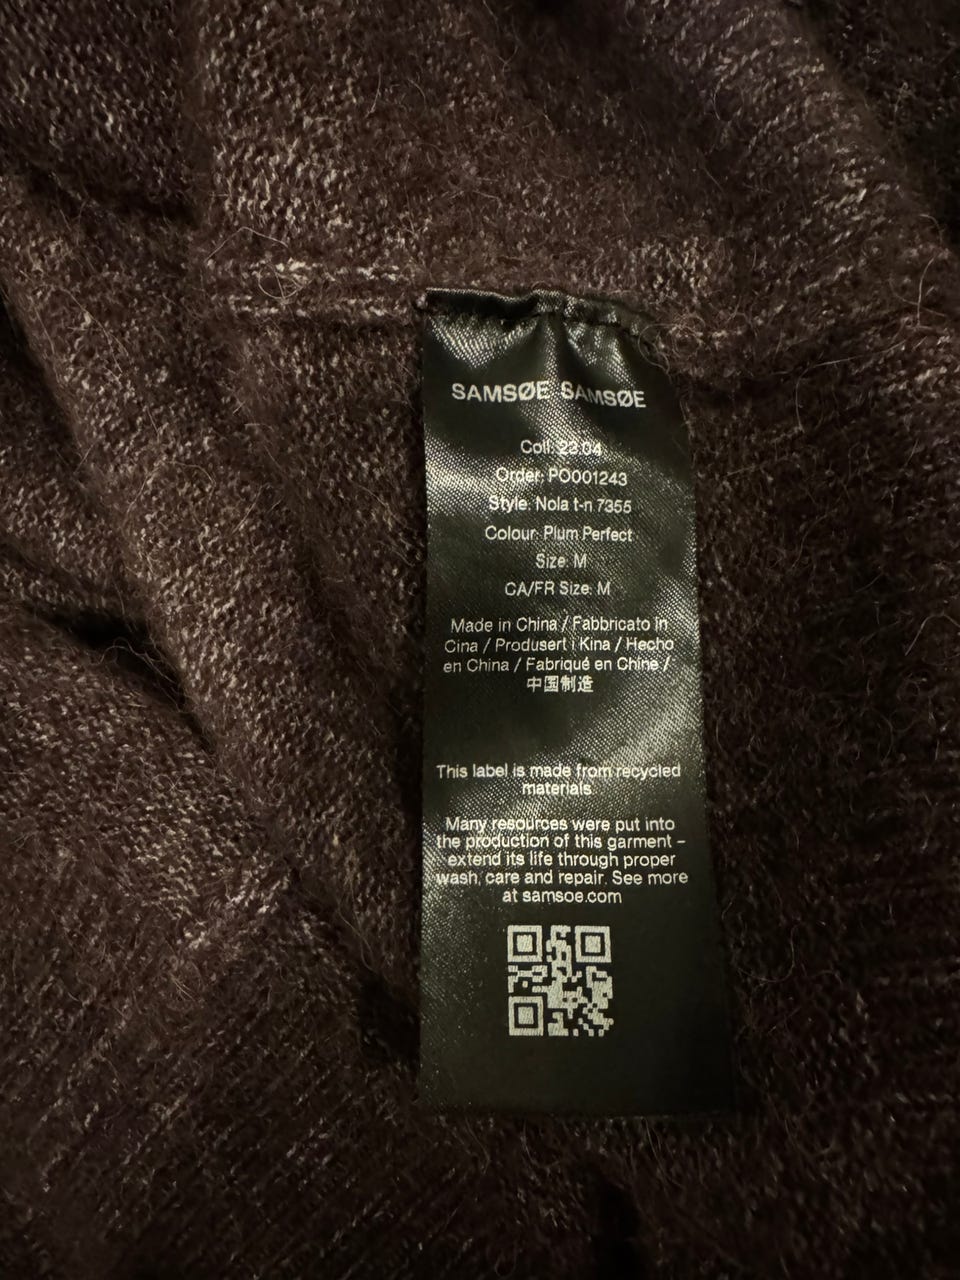 SAMSØE SAMSØE
Coll: 22.04
Order: PO001243
Style: Nola t-n 7355
Colour: Plum Perfect
Size: M
CA/FR Size: M
Made in China / Fabbricato in
Cina / Produsert i Kina / Hecho
en China / Fabriqué en Chine /
中国制造
This label is made from recycled
materials.
Many resources were put into
the production of this garment –
extend its life through proper
wash, care and repair. See more
at samsoe.com